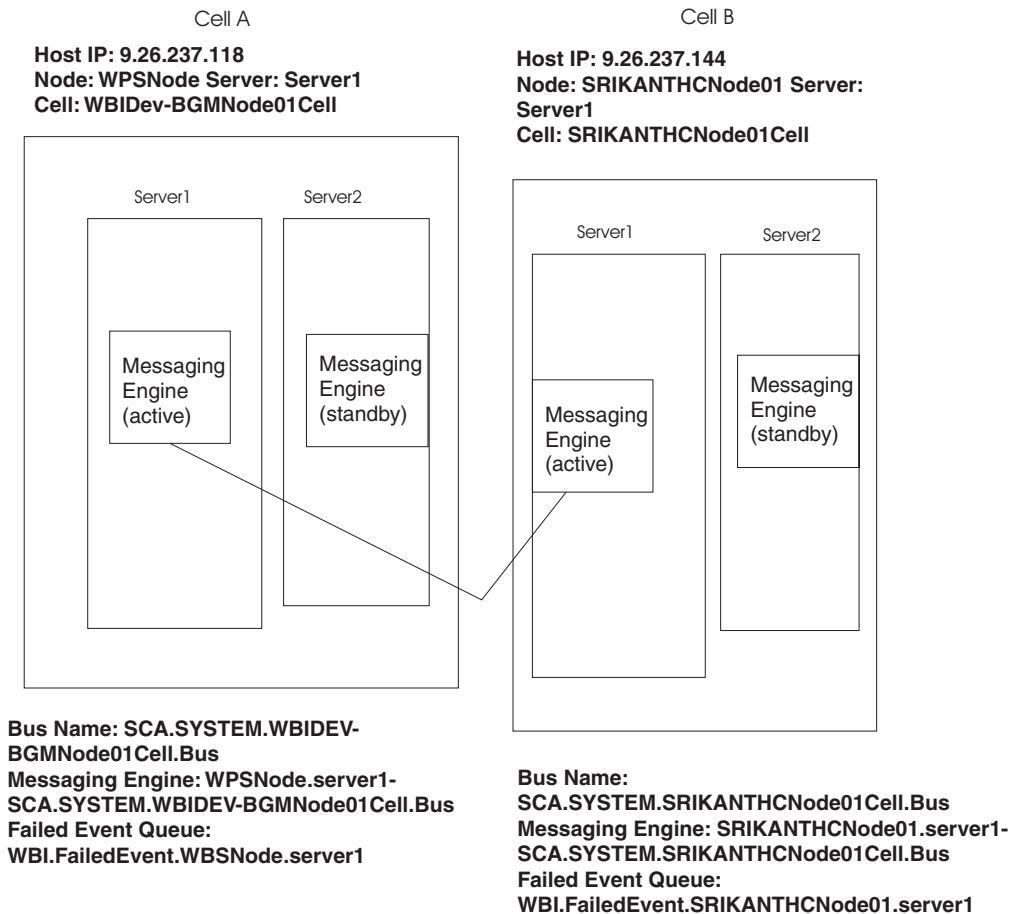 Cell A
Host IP: 9.26.237.118
Node: WPSNode Server: Server1
Cell: WBIDev-BGMNode01Cell
Server1
Server2
Messaging
Engine
(active)
Messaging
Engine
(standby)
Bus Name: SCA.SYSTEM.WBIDEV-
BGMNode01Cell.Bus
Messaging Engine: WPSNode.server1-
SCA.SYSTEM.WBIDEV-BGMNode01Cell.Bus
Failed Event Queue:
WBI.FailedEvent.WBSNode.server1
Cell B
Host IP: 9.26.237.144
Node: SRIKANTHCNode01 Server:
Server1
Cell: SRIKANTHCNode01Cell
Server1
Server2
Messaging
Engine
(active)
Messaging
Engine
(standby)
Bus Name:
SCA.SYSTEM.SRIKANTHCNode01Cell.Bus
Messaging Engine: SRIKANTHCNode01.server1-
SCA.SYSTEM.SRIKANTHCNode01Cell.Bus
Failed Event Queue:
WBI.FailedEvent.SRIKANTHCNode01.server1